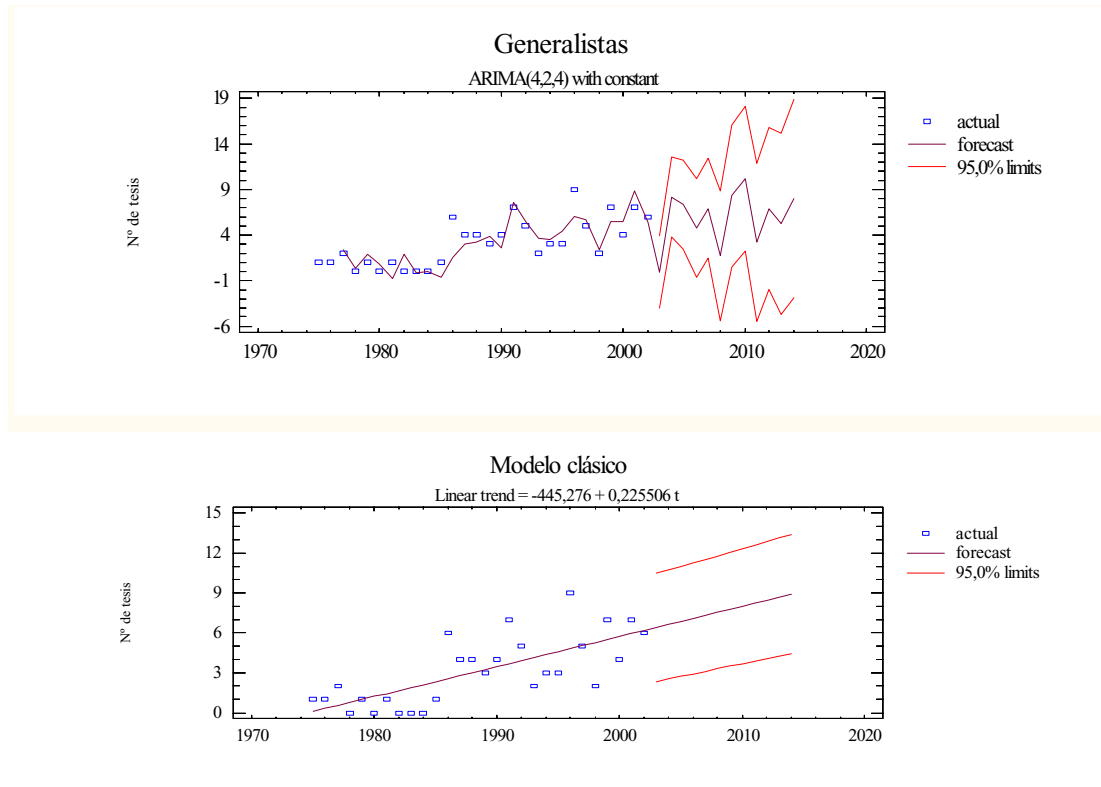 Generalistas
ARIMA(4,2,4) with constant
19
14
9
4
-1
-6
Nº de tesis
1970 1980 1990 2000 2010 2020
actual
forecast
95,0% limits
Modelo clásico
Linear trend = -445,276 + 0,225506 t
15
12
9
6
3
0
Nº de tesis
1970 1980 1990 2000 2010 2020
actual
forecast
95,0% limits